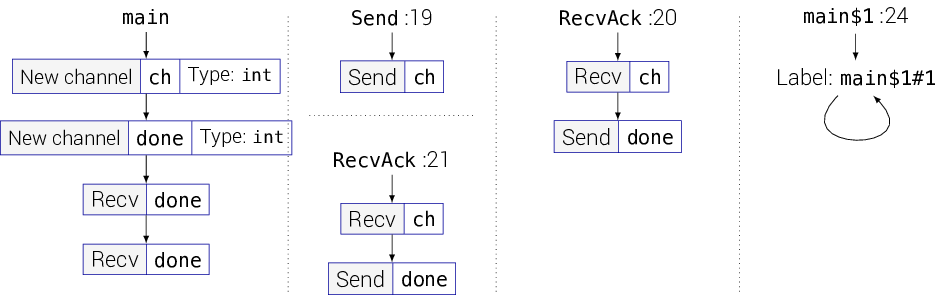 main
New channel ch Type: int
New channel done Type: int
Recv done
Recv done
Send :19
Send ch
RecvAck :21
Recv ch
Send done
RecvAck :20
Recv ch
Send done
main$1 :24
Label: main$1#1